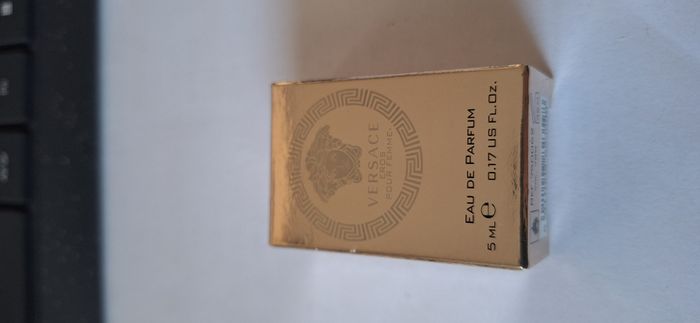 VERSACE
EROS
POUR FEMME
EAU DE PARFUM
5 ML e 0.17 US FL.OZ.